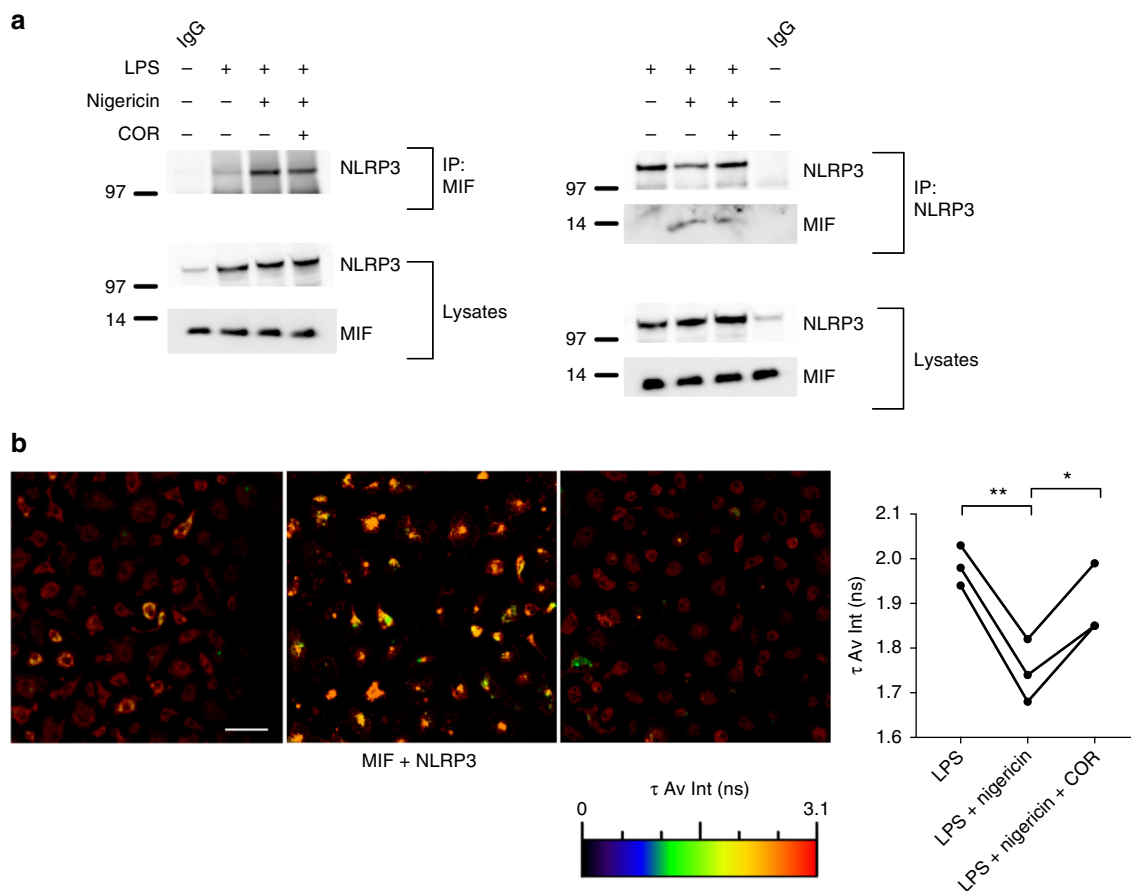 a
IgG
LPS – + + +
Nigericin – – + +
COR – – – +
NLRP3
97
IP:
MIF
NLRP3
97
14
MIF
Lysates
IgG
+ + + –
– + + –
– – + –
NLRP3
97
14
MIF
IP:
NLRP3
NLRP3
97
14
MIF
Lysates
b
MIF + NLRP3
τ Av Int (ns)
0 3.1
** *
2.1
2.0
1.9
1.8
1.7
1.6
τ Av Int (ns)
LPS
LPS + nigericin
LPS + nigericin + COR